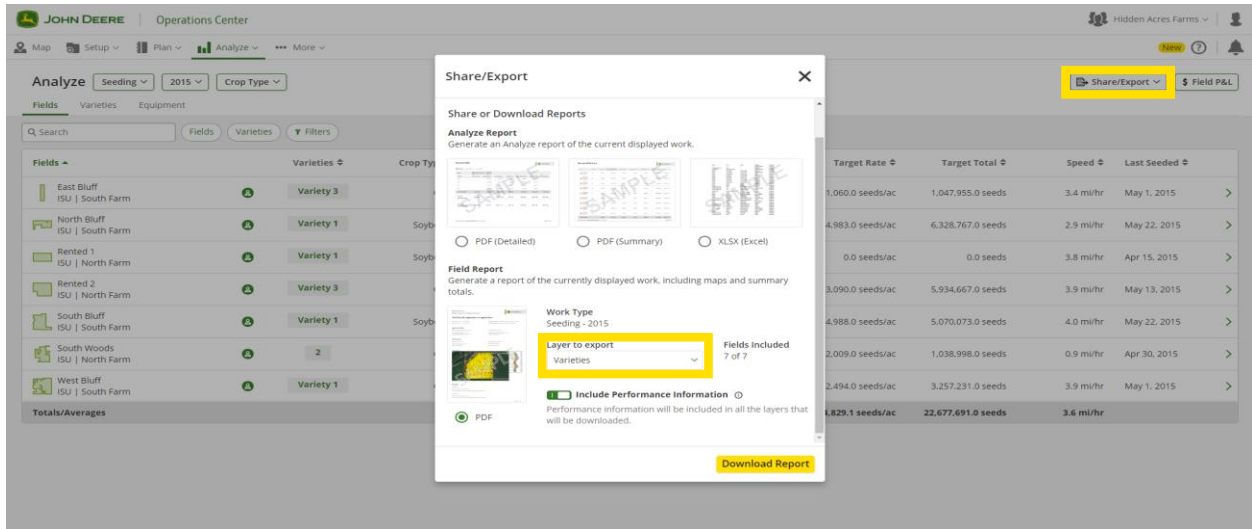 JOHN DEERE Operations Center Hidden Acres Farms
Map Setup Plan Analyze More New ?
Analyze Seeding 2015 Crop Type Share/Export $ Field P&L
Fields Varieties Equipment
Search Fields Varieties Filters
Fields Varieties Crop Ty Target Rate Target Total Speed Last Seeded
East Bluff
ISU | South Farm
Variety 3 1,060.0 seeds/ac 1,047,955.0 seeds 3.4 mi/hr May 1, 2015
North Bluff
ISU | South Farm
Variety 1 Soyb 4,983.0 seeds/ac 6,328,767.0 seeds 2.9 mi/hr May 22, 2015
Rented 1
ISU | North Farm
Variety 1 Soyb 0.0 seeds/ac 0.0 seeds 3.8 mi/hr Apr 15, 2015
Rented 2
ISU | North Farm
Variety 3 3,090.0 seeds/ac 5,934,667.0 seeds 3.9 mi/hr May 13, 2015
South Bluff
ISU | South Farm
Variety 1 Soyb 4,988.0 seeds/ac 5,070,073.0 seeds 4.0 mi/hr May 22, 2015
South Woods
ISU | South Farm
2 2,009.0 seeds/ac 1,038,998.0 seeds 0.9 mi/hr Apr 30, 2015
West Bluff
ISU | South Farm
Variety 1 2,494.0 seeds/ac 3,257,231.0 seeds 3.9 mi/hr May 1, 2015
Totals/Averages ,829.1 seeds/ac 22,677,691.0 seeds 3.6 mi/hr
Share/Export
Share or Download Reports
Analyze Report
Generate an Analyze report of the current displayed work.
SAMPLE SAMPLE SAMPLE
PDF (Detailed) PDF (Summary) XLSX (Excel)
Field Report
Generate a report of the currently displayed work, including maps and summary
totals.
SAMPLE
Work Type
Seeding - 2015
Layer to export Fields Included
Varieties 7 of 7
Include Performance Information
Performance information will be included in all the layers that
will be downloaded.
PDF
Download Report